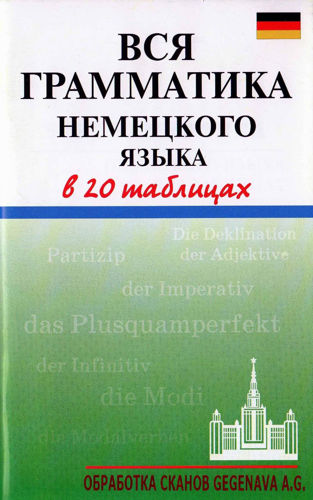 ВСЯ
ГРАММАТИКА
НЕМЕЦКОГО
ЯЗЫКА
в 20 таблицах
Die Deklination
der Adjektive
Partizip
der Imperativ
das Plusquamperfekt
der Infinitiv
die Modi
die Modalverben
ОБРАБОТКА СКАНОВ GEGENAVA A.G.